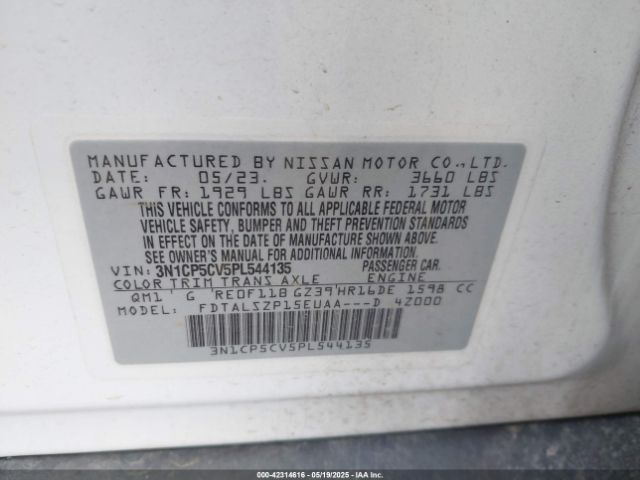 MANUFACTURED BY NISSAN MOTOR CO.,LTD.
DATE: 05/23. GVWR: 3660 LBS
GAWR FR: 1929 LBS GAWR RR: 1731 LBS
THIS VEHICLE CONFORMS TO ALL APPLICABLE FEDERAL MOTOR
VEHICLE SAFETY, BUMPER AND THEFT PREVENTION STANDARDS
IN EFFECT ON THE DATE OF MANUFACTURE SHOWN ABOVE.
SEE OWNER'S MANUAL FOR ADDITIONAL INFORMATION.
VIN: 3N1CP5CV5PL544135 PASSENGER CAR.
COLOR TRIM TRANS AXLE ENGINE
QM1 ' G ' RE0F11B GZ39'HR16DE 1598 CC
FDTALSZP15EUAA---D 4Z000
3N1CP5CV5PL544135
00-42314616 - 05/19/2025 - IAA Inc.